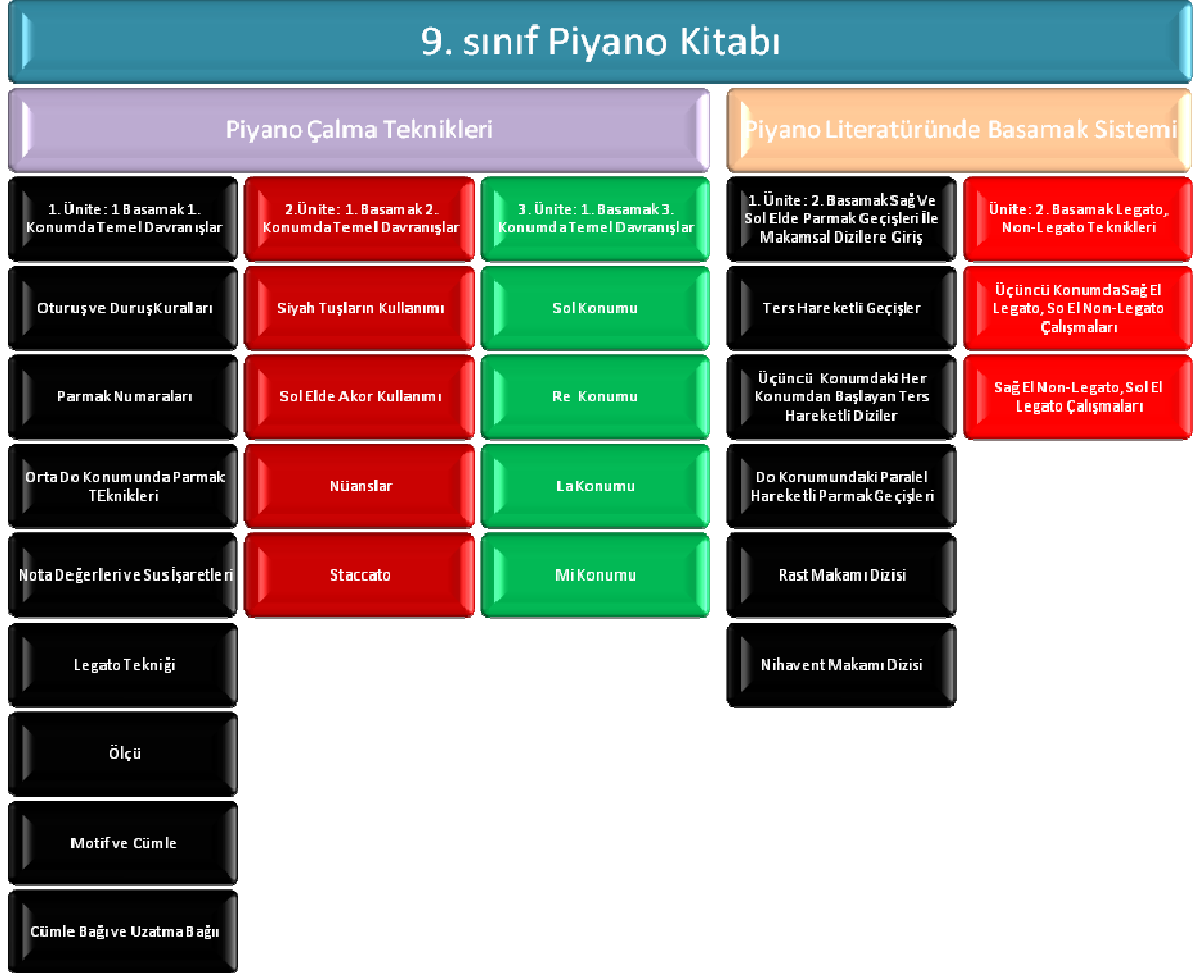 9. sınıf Piyano Kitabı
Piyano Çalma Teknikleri
Piyano Literatüründe Basamak Sistemi
1. Ünite: 1 Basamak 1.
Konumda Temel Davranışlar
Oturuş ve Duruş Kuralları
Parmak Numaraları
Orta Do Konumunda Parmak
TEknikleri
Nota Değerleri ve Sus İşaretleri
Legato Tekniği
Ölçü
Motif ve Cümle
Cümle Bağı ve Uzatma Bağıı
2.Ünite: 1. Basamak 2.
Konumda Temel Davranışlar
Siyah Tuşların Kullanımı
Sol Elde Akor Kullanımı
Nüanslar
Staccato
3. Ünite: 1. Basamak 3.
Konumda Temel Davranışlar
Sol Konumu
Re Konumu
La Konumu
Mi Konumu
1. Ünite: 2. Basamak Sağ Ve
Sol Elde Parmak Geçişleri İle
Makamsal Dizilere Giriş
Ters Hareketli Geçişler
Üçüncü Konumdaki Her
Konumdan Başlayan Ters
Hareketli Diziler
Do Konumundaki Paralel
Hareketli Parmak Geçişleri
Rast Makamı Dizisi
Nihavent Makamı Dizisi
Ünite: 2. Basamak Legato,
Non-Legato Teknikleri
Üçüncü Konumda Sağ El
Legato, So El Non-Legato
Çalışmaları
Sağ El Non-Legato, Sol El
Legato Çalışmaları